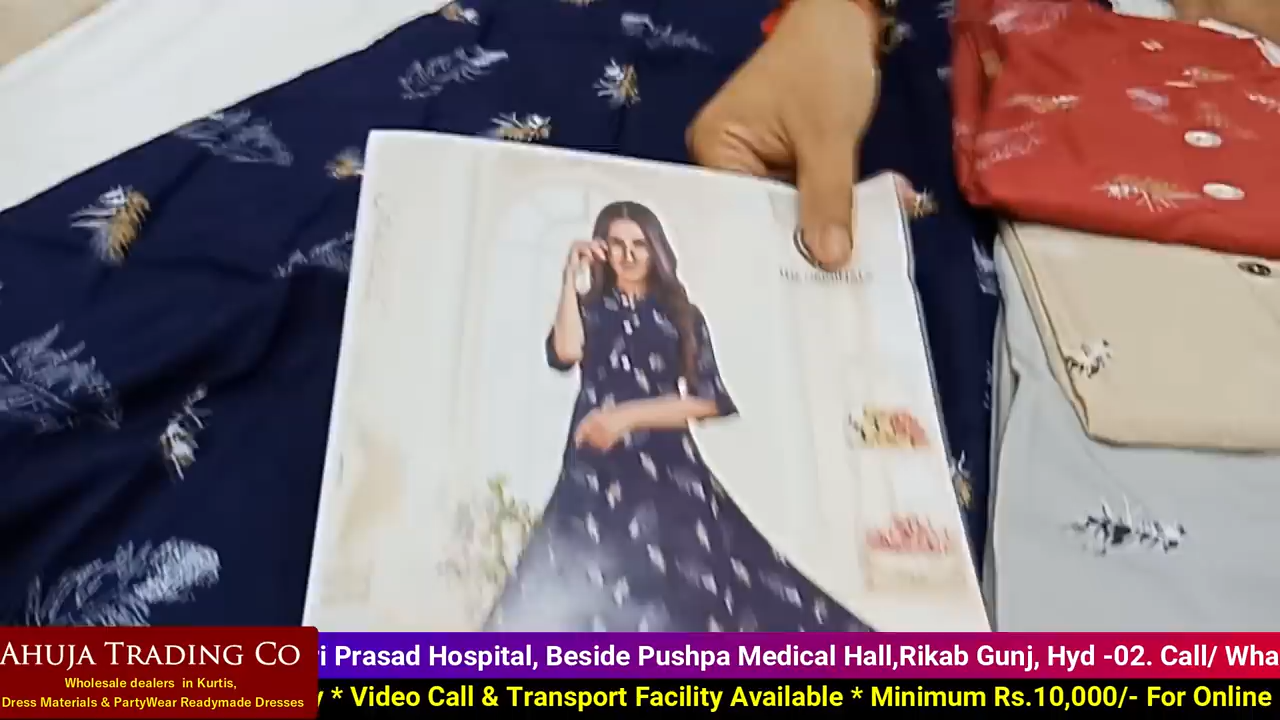 AHUJA TRADING CO
Wholesale dealers in Kurtis,
Dress Materials & PartyWear Readymade Dresses
ri Prasad Hospital, Beside Pushpa Medical Hall,Rikab Gunj, Hyd -02. Call/ Wha
y * Video Call & Transport Facility Available * Minimum Rs.10,000/- For Online